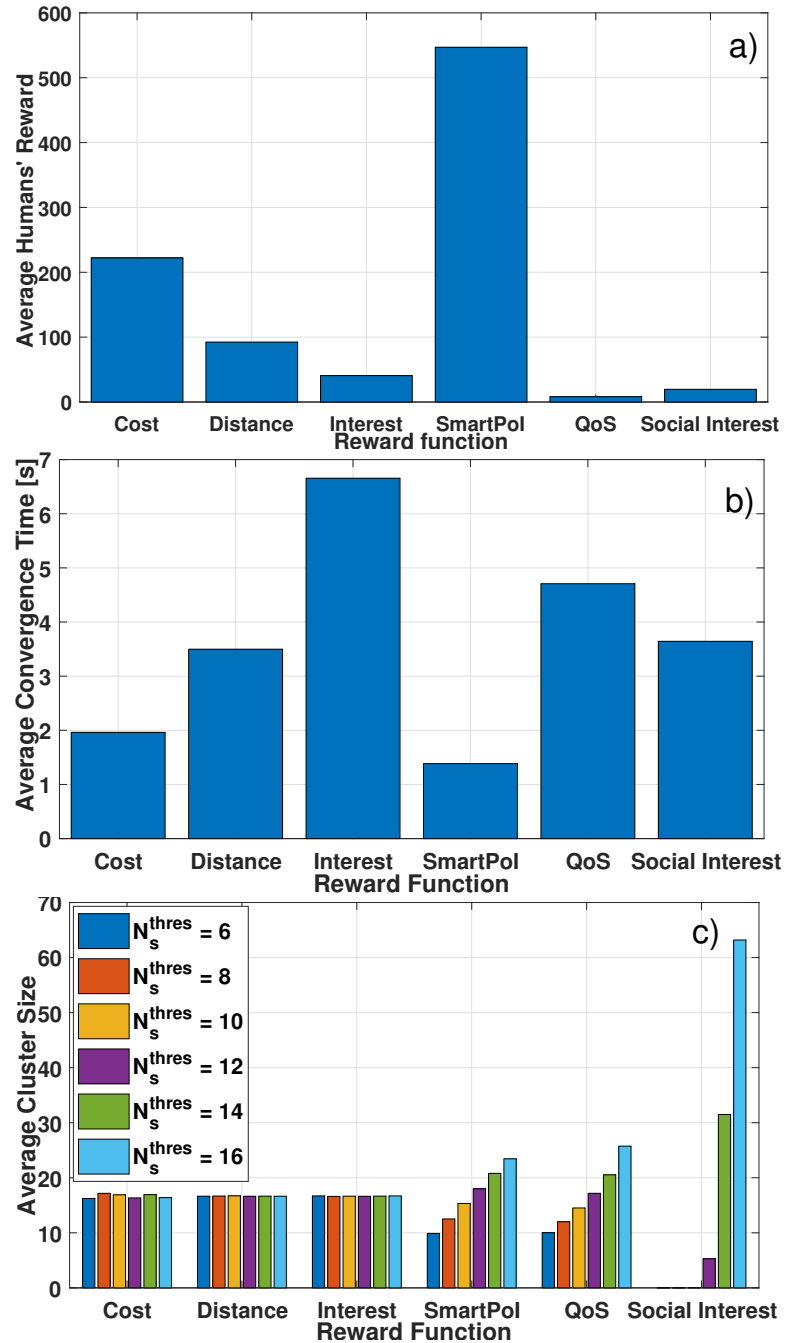 a)
Average Humans' Reward
600
500
400
300
200
100
0
Cost Distance Interest SmartPol QoS Social Interest
Reward function
b)
Average Convergence Time [s]
7
6
5
4
3
2
1
0
Cost Distance Interest SmartPol QoS Social Interest
Reward Function
c)
Average Cluster Size
70
60
50
40
30
20
10
0
N_s^thres = 6
N_s^thres = 8
N_s^thres = 10
N_s^thres = 12
N_s^thres = 14
N_s^thres = 16
Cost Distance Interest SmartPol QoS Social Interest
Reward Function